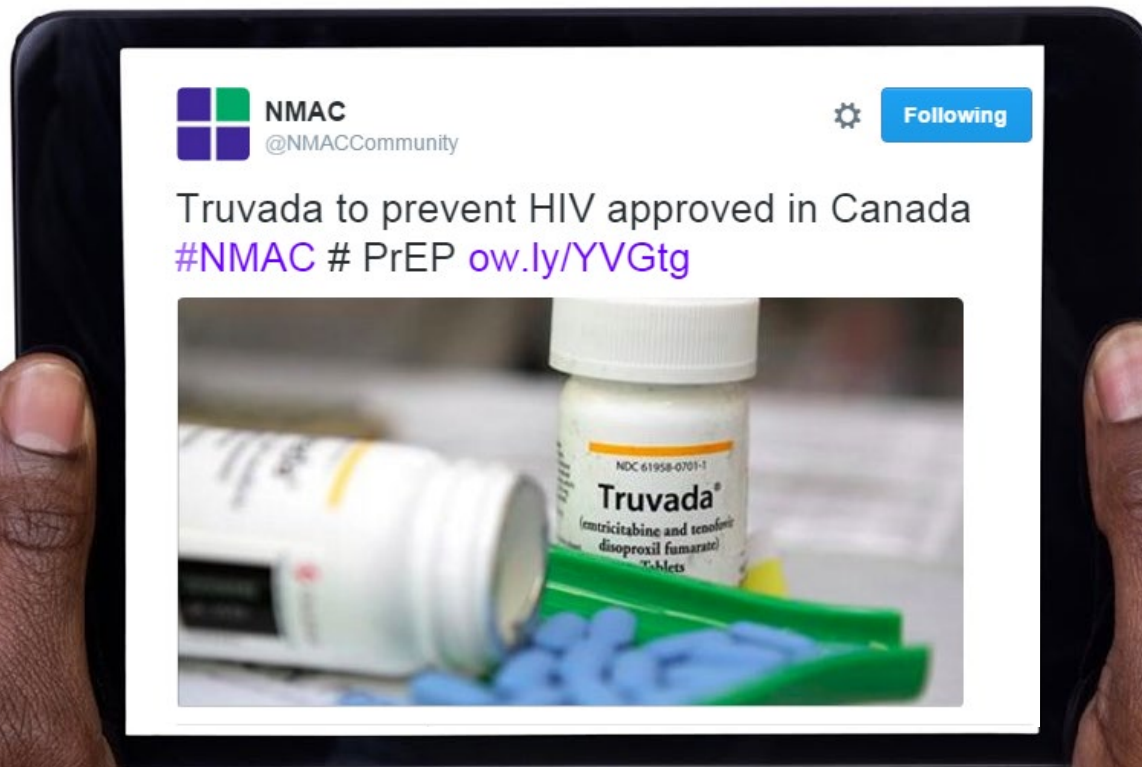 NMAC
@NMACCommunity
Following
Truvada to prevent HIV approved in Canada
#NMAC # PrEP ow.ly/YVGtg
NDC 61958-0701-1
Truvada®
(emtricitabine and tenofovir
disoproxil fumarate)
Tablets